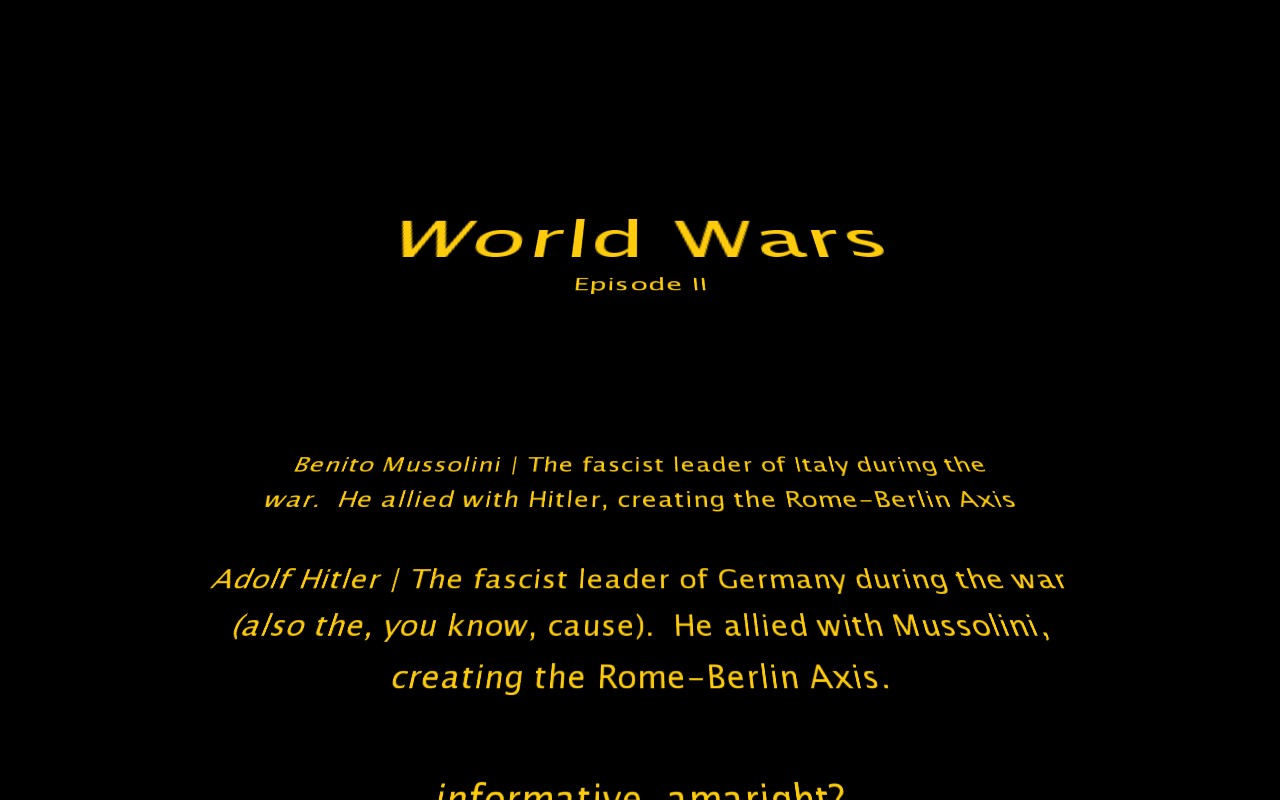 World Wars
Episode II
Benito Mussolini | The fascist leader of Italy during the
war.  He allied with Hitler, creating the Rome-Berlin Axis
Adolf Hitler | The fascist leader of Germany during the war
(also the, you know, cause).  He allied with Mussolini,
creating the Rome-Berlin Axis.
informative, amaright?